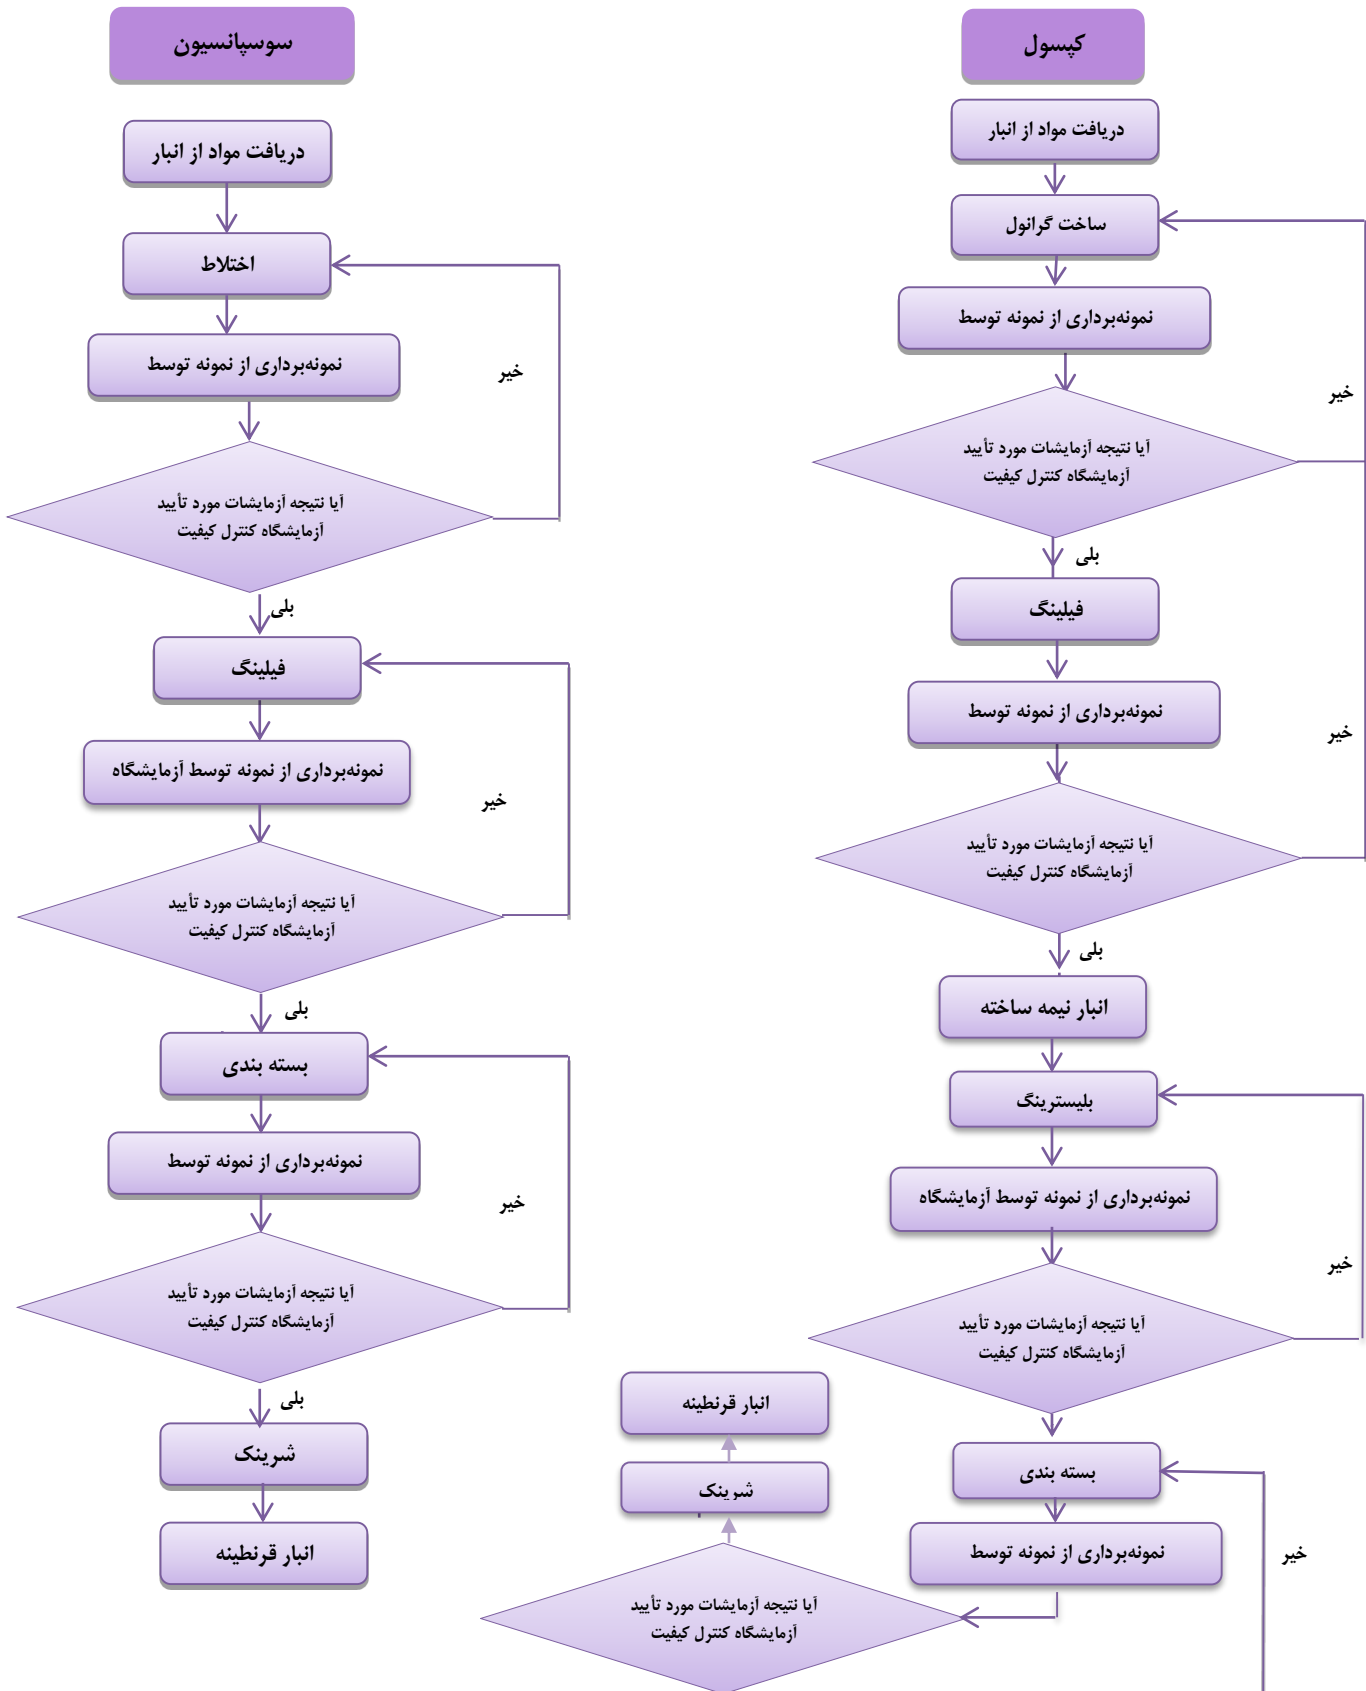 کپسول
دریافت مواد از انبار
ساخت گرانول
نمونه‌برداری از نمونه توسط
خیر
آیا نتیجه آزمایشات مورد تأیید
آزمایشگاه کنترل کیفیت
بلی
فیلینگ
نمونه‌برداری از نمونه توسط
خیر
آیا نتیجه آزمایشات مورد تأیید
آزمایشگاه کنترل کیفیت
بلی
انبار نیمه ساخته
بلیسترینگ
نمونه‌برداری از نمونه توسط آزمایشگاه
خیر
آیا نتیجه آزمایشات مورد تأیید
آزمایشگاه کنترل کیفیت
بسته بندی
نمونه‌برداری از نمونه توسط
خیر
آیا نتیجه آزمایشات مورد تأیید
آزمایشگاه کنترل کیفیت
شرینک
انبار قرنطینه
سوسپانسیون
دریافت مواد از انبار
اختلاط
نمونه‌برداری از نمونه توسط
خیر
آیا نتیجه آزمایشات مورد تأیید
آزمایشگاه کنترل کیفیت
بلی
فیلینگ
نمونه‌برداری از نمونه توسط آزمایشگاه
خیر
آیا نتیجه آزمایشات مورد تأیید
آزمایشگاه کنترل کیفیت
بلی
بسته بندی
نمونه‌برداری از نمونه توسط
خیر
آیا نتیجه آزمایشات مورد تأیید
آزمایشگاه کنترل کیفیت
بلی
شرینک
انبار قرنطینه